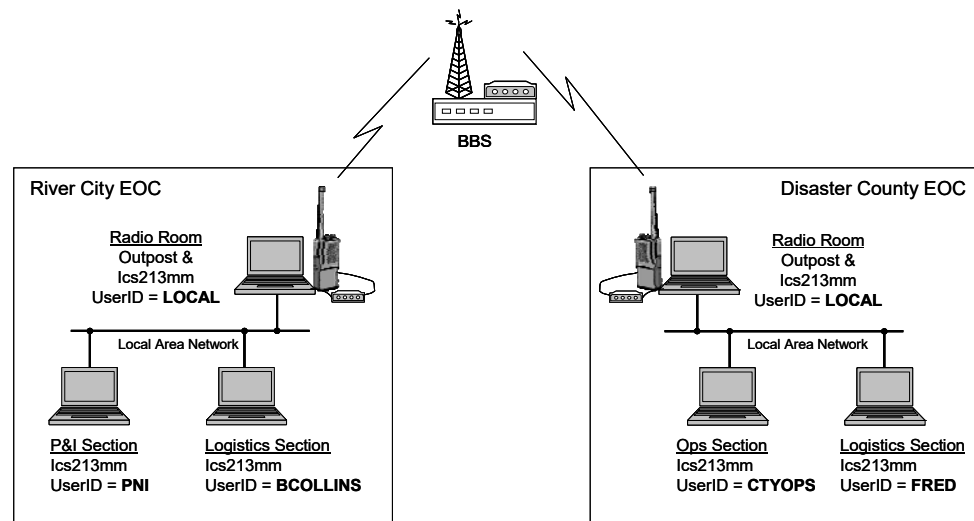 BBS
River City EOC
Radio Room
Outpost &
Ics213mm
UserID = LOCAL
Local Area Network
P&I Section
Ics213mm
UserID = PNI
Logistics Section
Ics213mm
UserID = BCOLLINS
Disaster County EOC
Radio Room
Outpost &
Ics213mm
UserID = LOCAL
Local Area Network
Ops Section
Ics213mm
UserID = CTYOPS
Logistics Section
Ics213mm
UserID = FRED